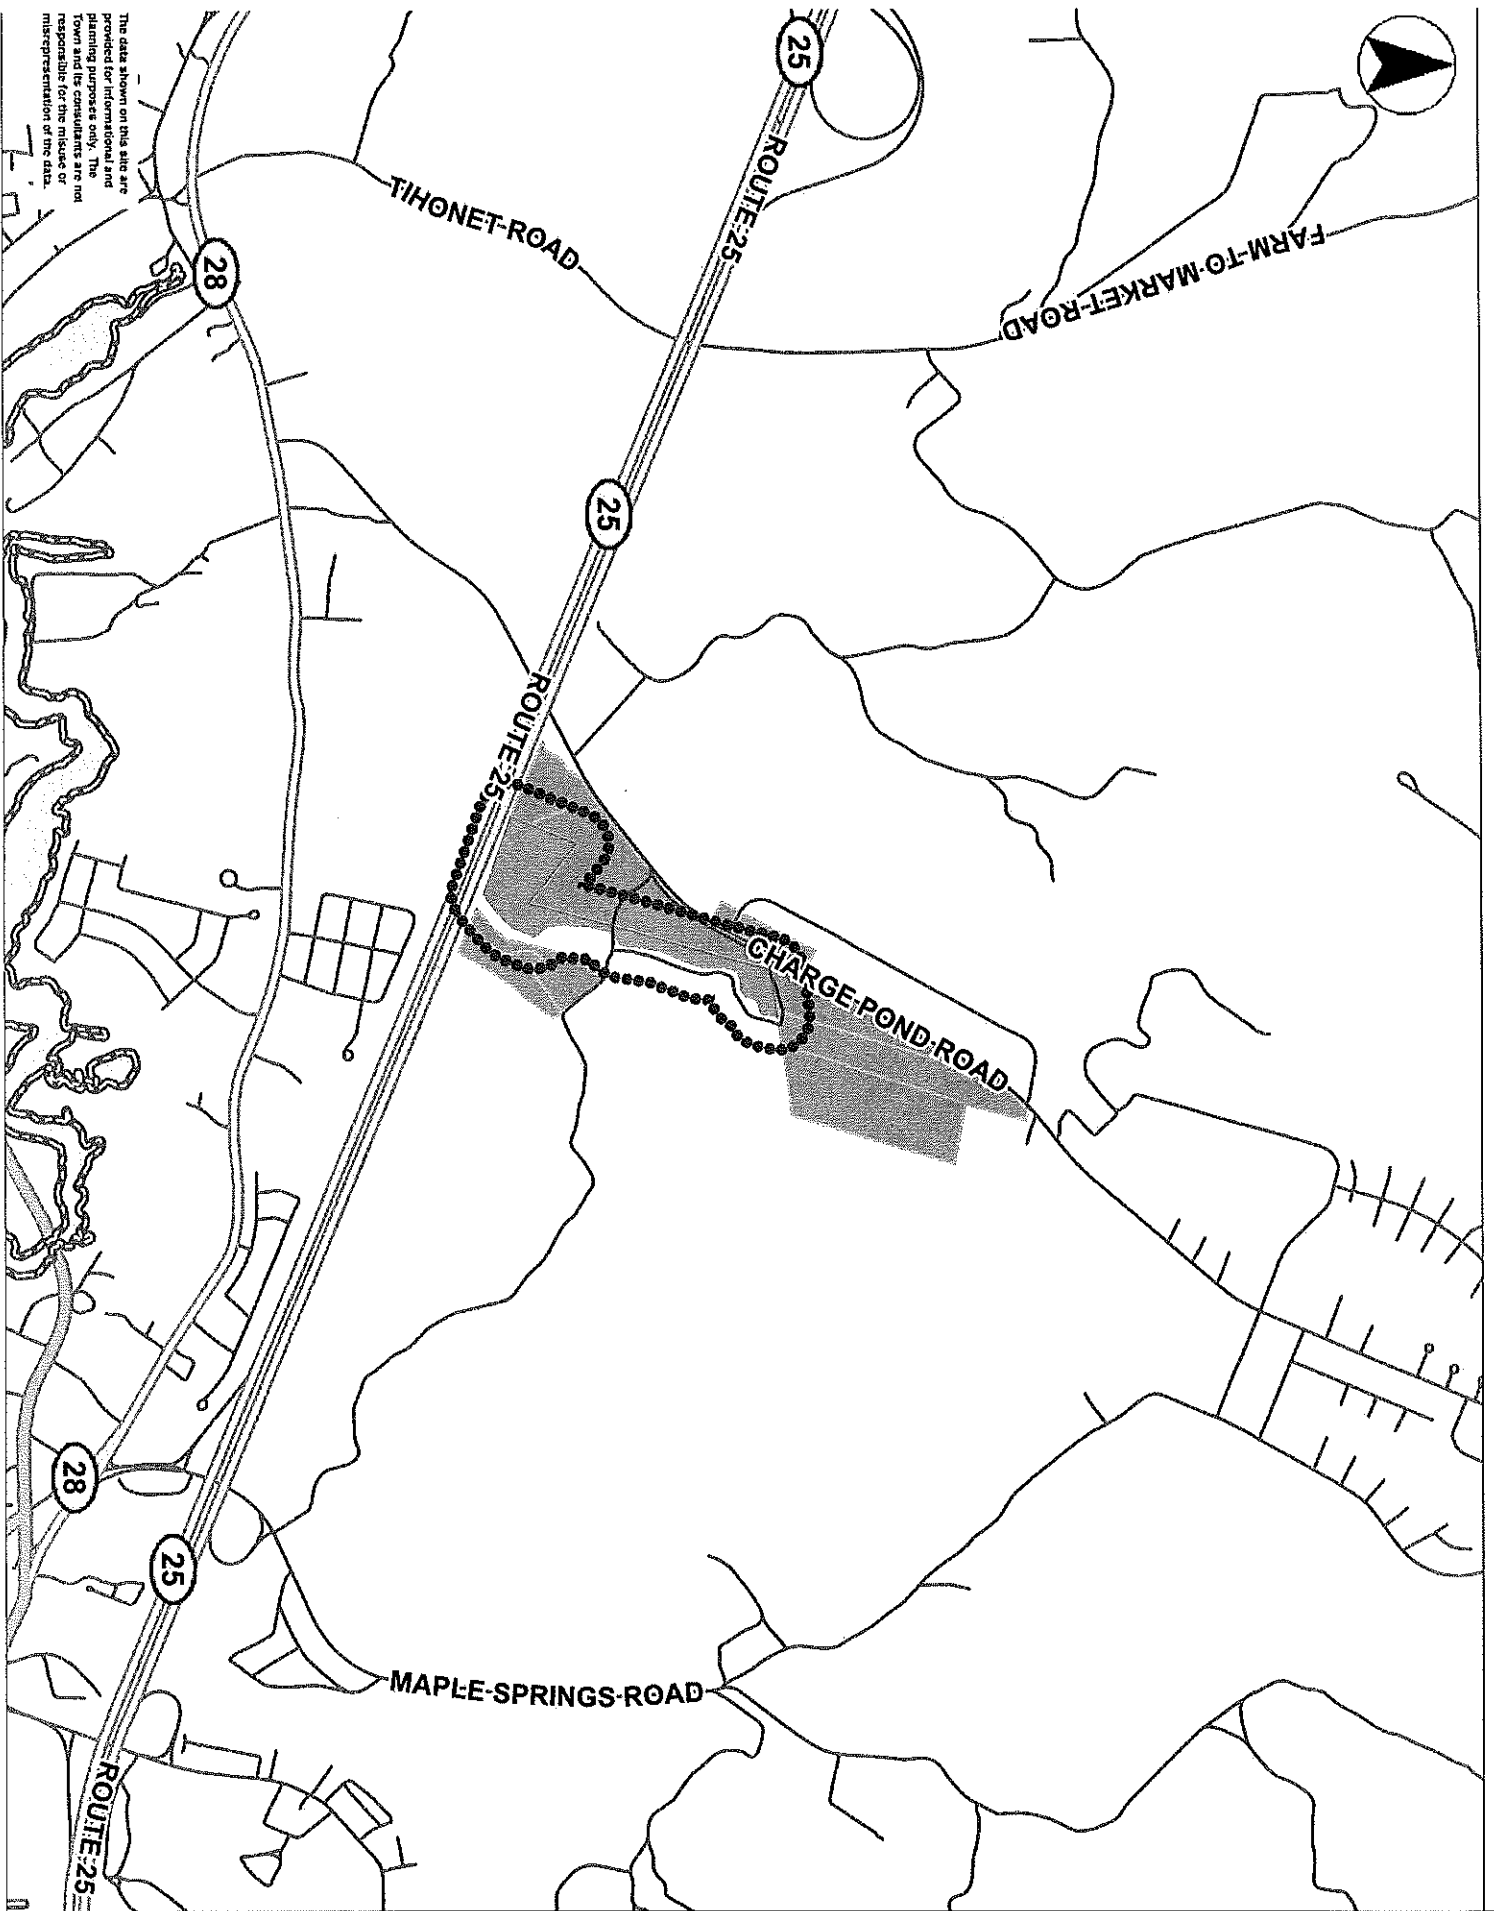 The data shown on this site are
provided for informational and
planning purposes only. The
Town and its consultants are not
responsible for the misuse or
misrepresentation of the data.
25
ROUTE 25
TIHONET ROAD
FARM TO MARKET ROAD
28
25
ROUTE 25
CHARGE POND ROAD
28
25
MAPLE SPRINGS ROAD
ROUTE 25